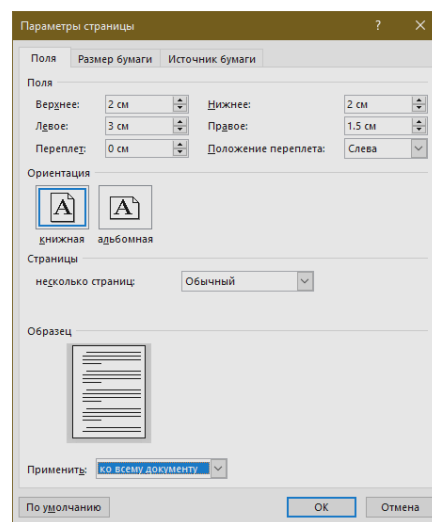 Параметры страницы ? ×
Поля Размер бумаги Источник бумаги
Поля
Верхнее: 2 см Нижнее: 2 см
Левое: 3 см Правое: 1.5 см
Переплет: 0 см Положение переплета: Слева
Ориентация
А А
книжная альбомная
Страницы
несколько страниц: Обычный
Образец
Применить: ко всему документу
По умолчанию ОК Отмена